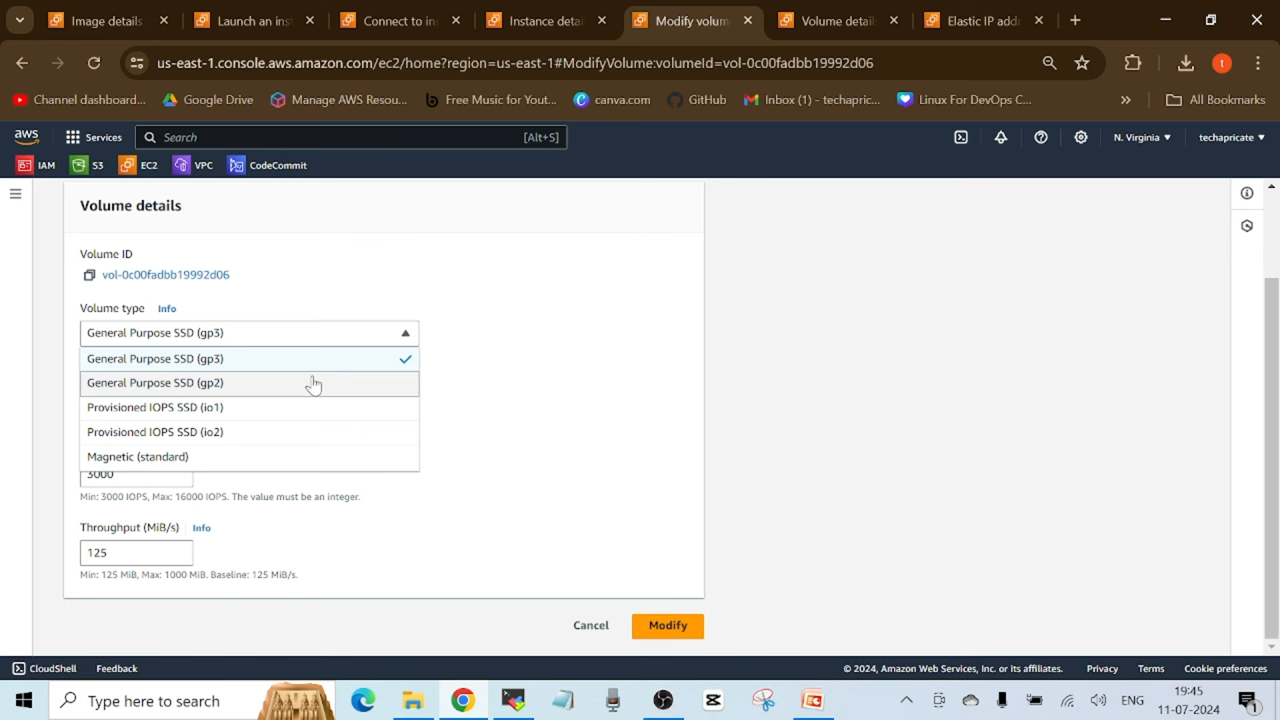 Image details
Launch an inst
Connect to ins
Instance detai
Modify volum
Volume detail
Elastic IP addr
us-east-1.console.aws.amazon.com/ec2/home?region=us-east-1#ModifyVolume:volumeId=vol-0c00fadbb19992d06
t
Channel dashboard...
Google Drive
Manage AWS Resou...
Free Music for Yout...
canva.com
GitHub
Inbox (1) - techapric...
Linux For DevOps C...
»
All Bookmarks
aws
Services
Search
[Alt+S]
N. Virginia
techapricate
IAM
S3
EC2
VPC
CodeCommit
Volume details
Volume ID
vol-0c00fadbb19992d06
Volume type Info
General Purpose SSD (gp3)
General Purpose SSD (gp3)
General Purpose SSD (gp2)
Provisioned IOPS SSD (io1)
Provisioned IOPS SSD (io2)
Magnetic (standard)
3000
Min: 3000 IOPS, Max: 16000 IOPS. The value must be an integer.
Throughput (MiB/s) Info
125
Min: 125 MiB, Max: 1000 MiB. Baseline: 125 MiB/s.
Cancel
Modify
CloudShell
Feedback
© 2024, Amazon Web Services, Inc. or its affiliates.
Privacy
Terms
Cookie preferences
Type here to search
ENG
19:45
11-07-2024
1